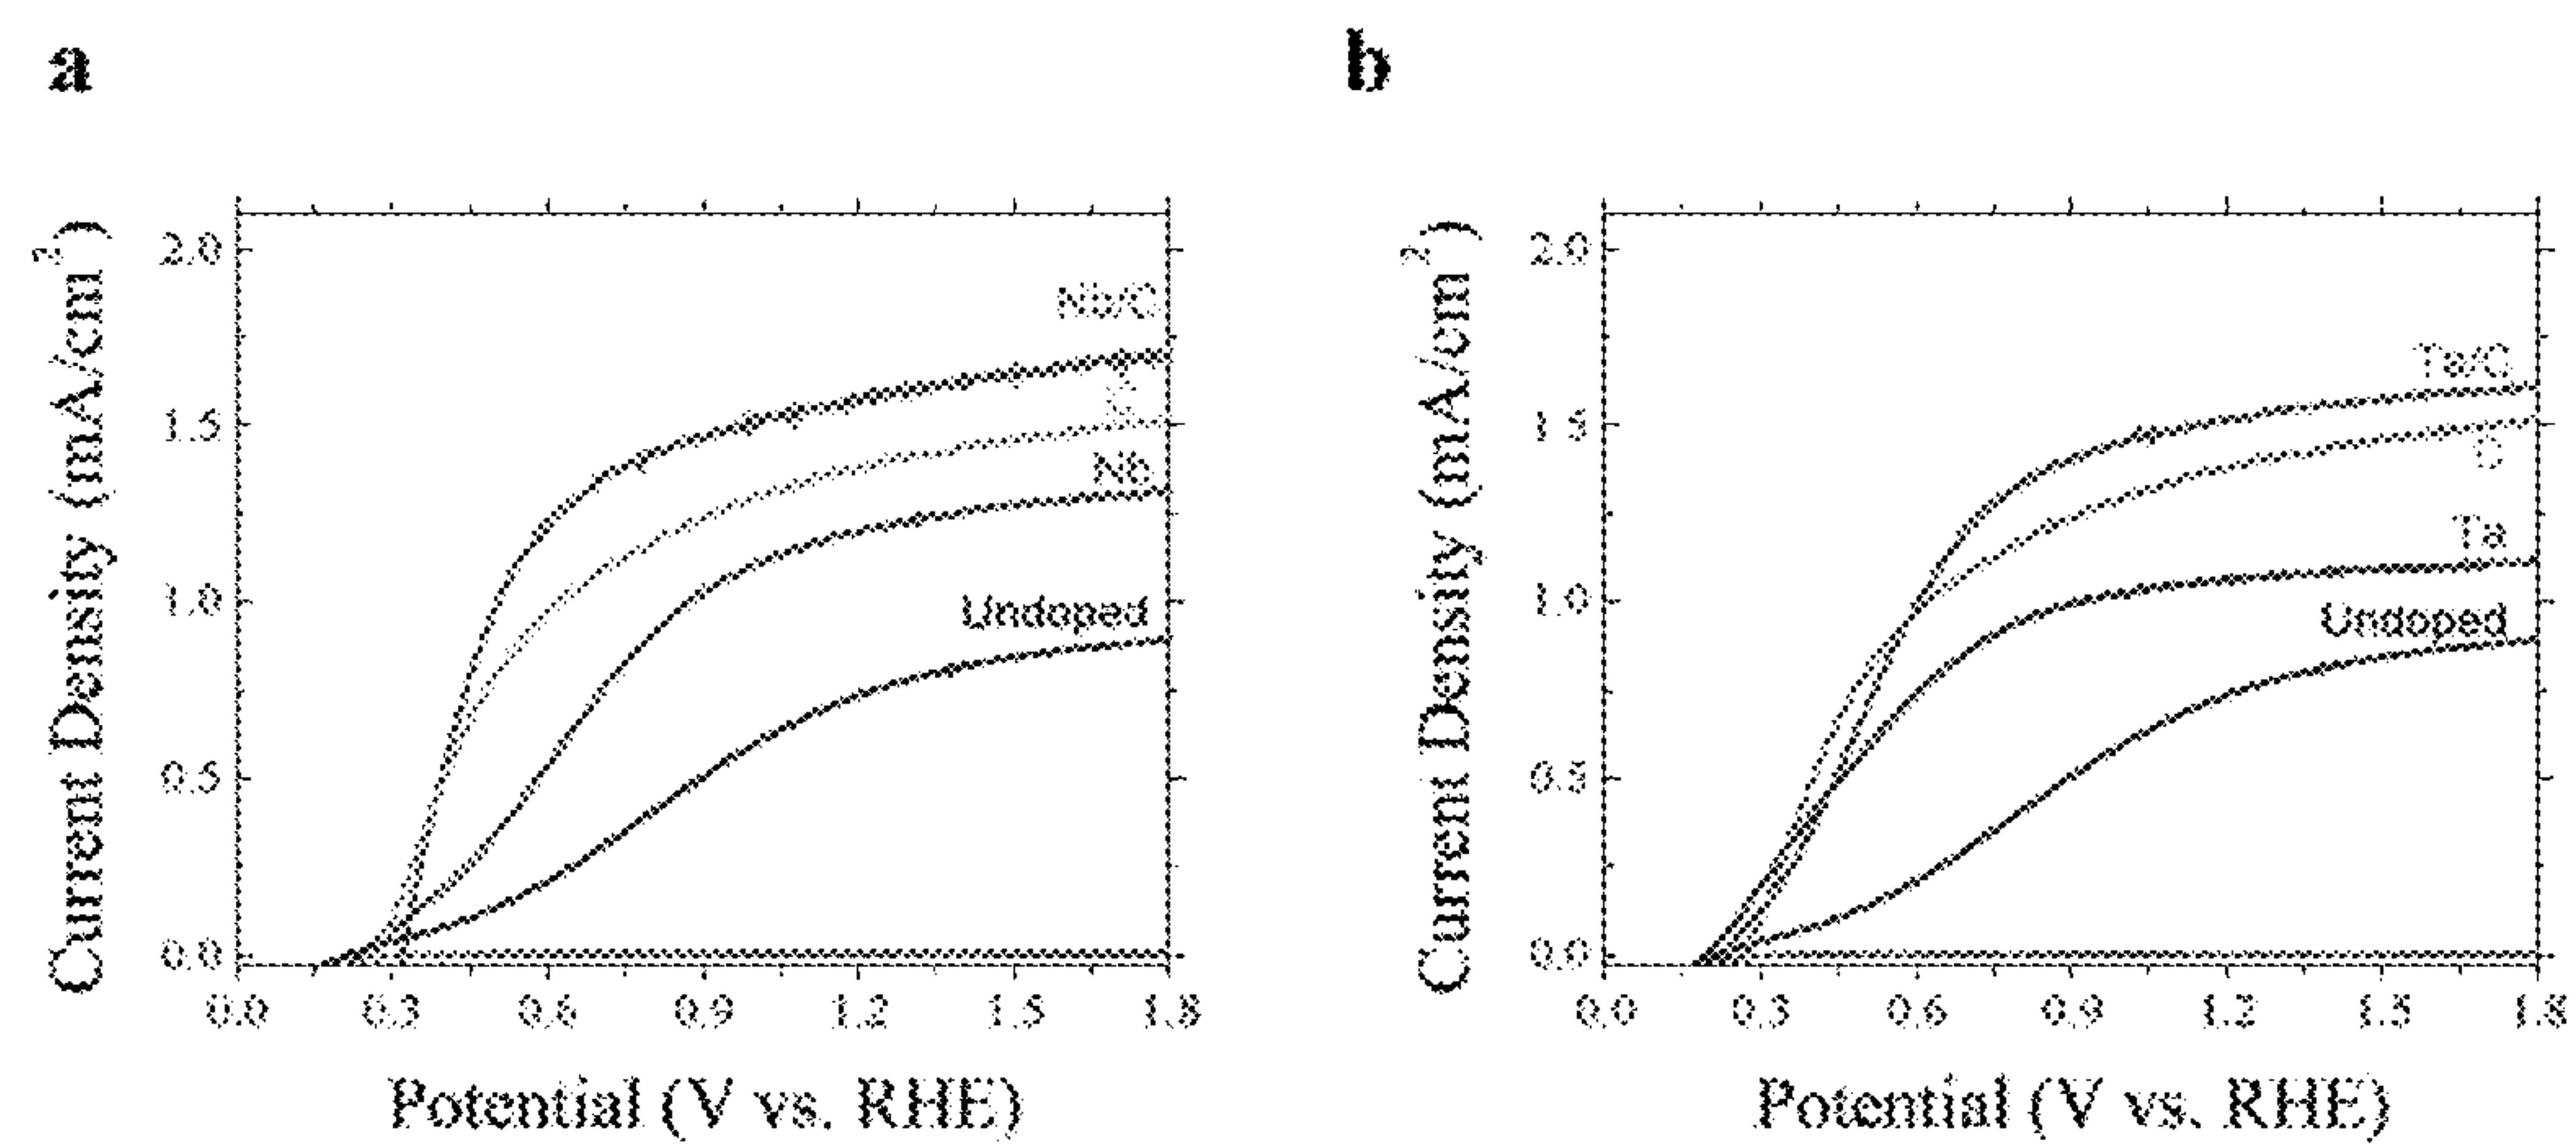 a
b
Current Density (mA/cm²)
2.0
1.5
1.0
0.5
0.0
Nb/C
C
Nb
Undoped
0.0 0.3 0.6 0.9 1.2 1.5 1.8
Potential (V vs. RHE)
Current Density (mA/cm²)
2.0
1.5
1.0
0.5
0.0
Ta/C
C
Ta
Undoped
0.0 0.3 0.6 0.9 1.2 1.5 1.8
Potential (V vs. RHE)